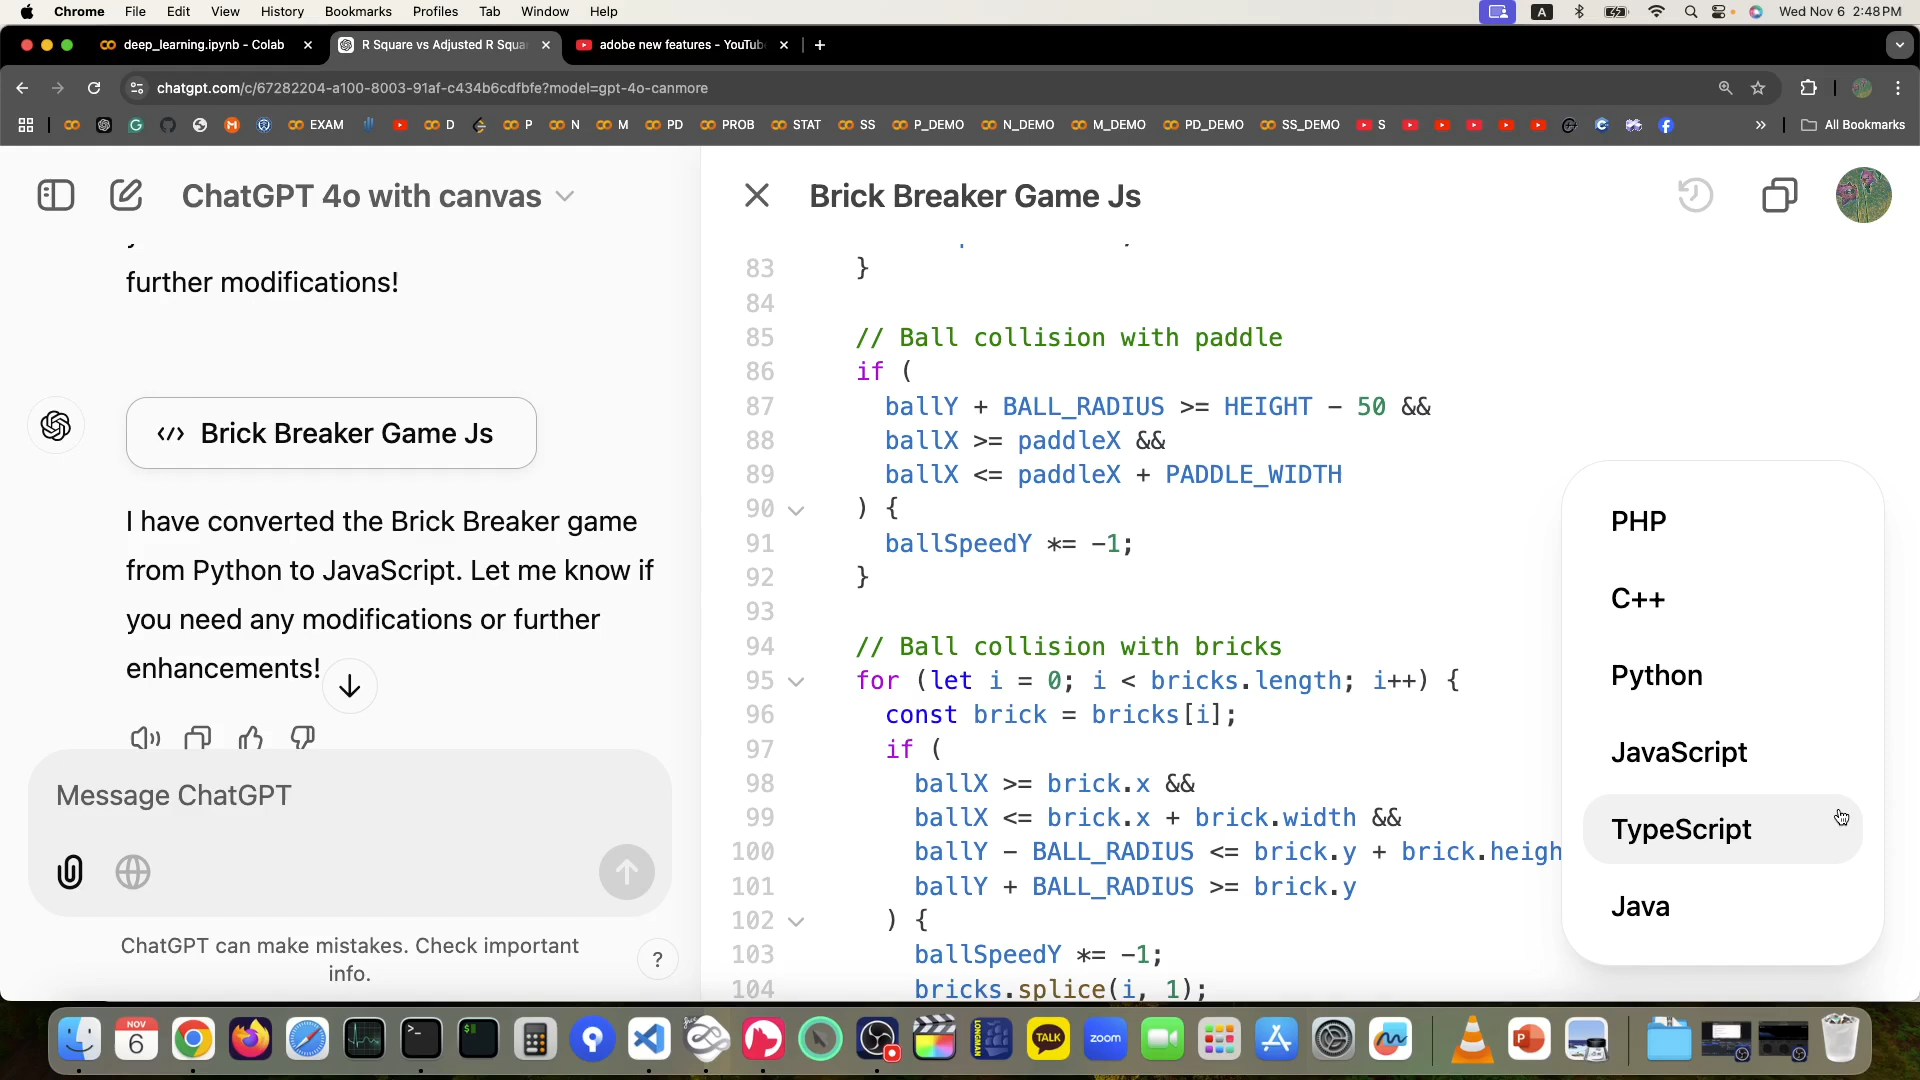 Chrome File Edit View History Bookmarks Profiles Tab Window Help A Wed Nov 6 2:48 PM
deep_learning.ipynb - Colab R Square vs Adjusted R Squa adobe new features - YouTub
chatgpt.com/c/67282204-a100-8003-91af-c434b6cdfbfe?model=gpt-4o-canmore
EXAM D P N M PD PROB STAT SS P_DEMO N_DEMO M_DEMO PD_DEMO SS_DEMO S » All Bookmarks
ChatGPT 4o with canvas
further modifications!
</> Brick Breaker Game Js
I have converted the Brick Breaker game
from Python to JavaScript. Let me know if
you need any modifications or further
enhancements!
Message ChatGPT
ChatGPT can make mistakes. Check important
info.
?
Brick Breaker Game Js
83 }
84
85 // Ball collision with paddle
86 if (
87 ballY + BALL_RADIUS >= HEIGHT - 50 &&
88 ballX >= paddleX &&
89 ballX <= paddleX + PADDLE_WIDTH
90 ) {
91 ballSpeedY *= -1;
92 }
93
94 // Ball collision with bricks
95 for (let i = 0; i < bricks.length; i++) {
96 const brick = bricks[i];
97 if (
98 ballX >= brick.x &&
99 ballX <= brick.x + brick.width &&
100 ballY - BALL_RADIUS <= brick.y + brick.heigh
101 ballY + BALL_RADIUS >= brick.y
102 ) {
103 ballSpeedY *= -1;
104 bricks.splice(i, 1);
PHP
C++
Python
JavaScript
TypeScript
Java
NOV
6
TALK
zoom